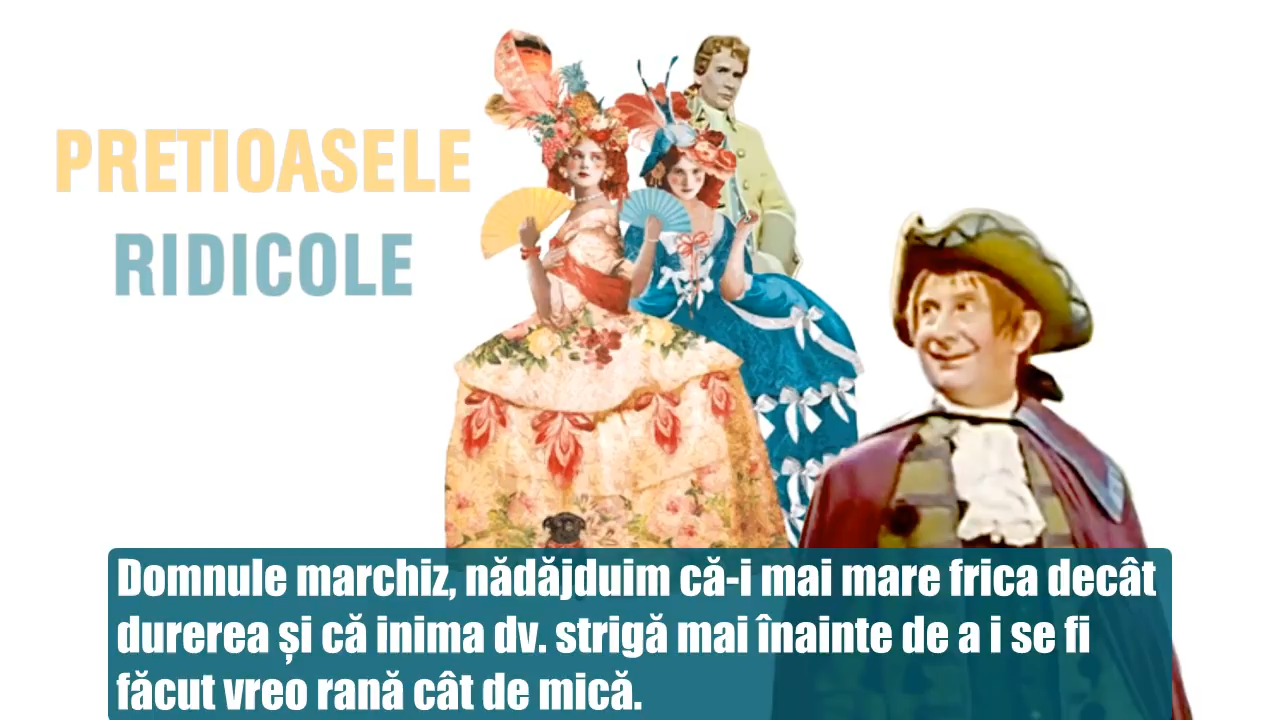 PRETIOASELE
RIDICOLE
Domnule marchiz, nădăjduim că-i mai mare frica decât
durerea și că inima dv. strigă mai înainte de a i se fi
făcut vreo rană cât de mică.